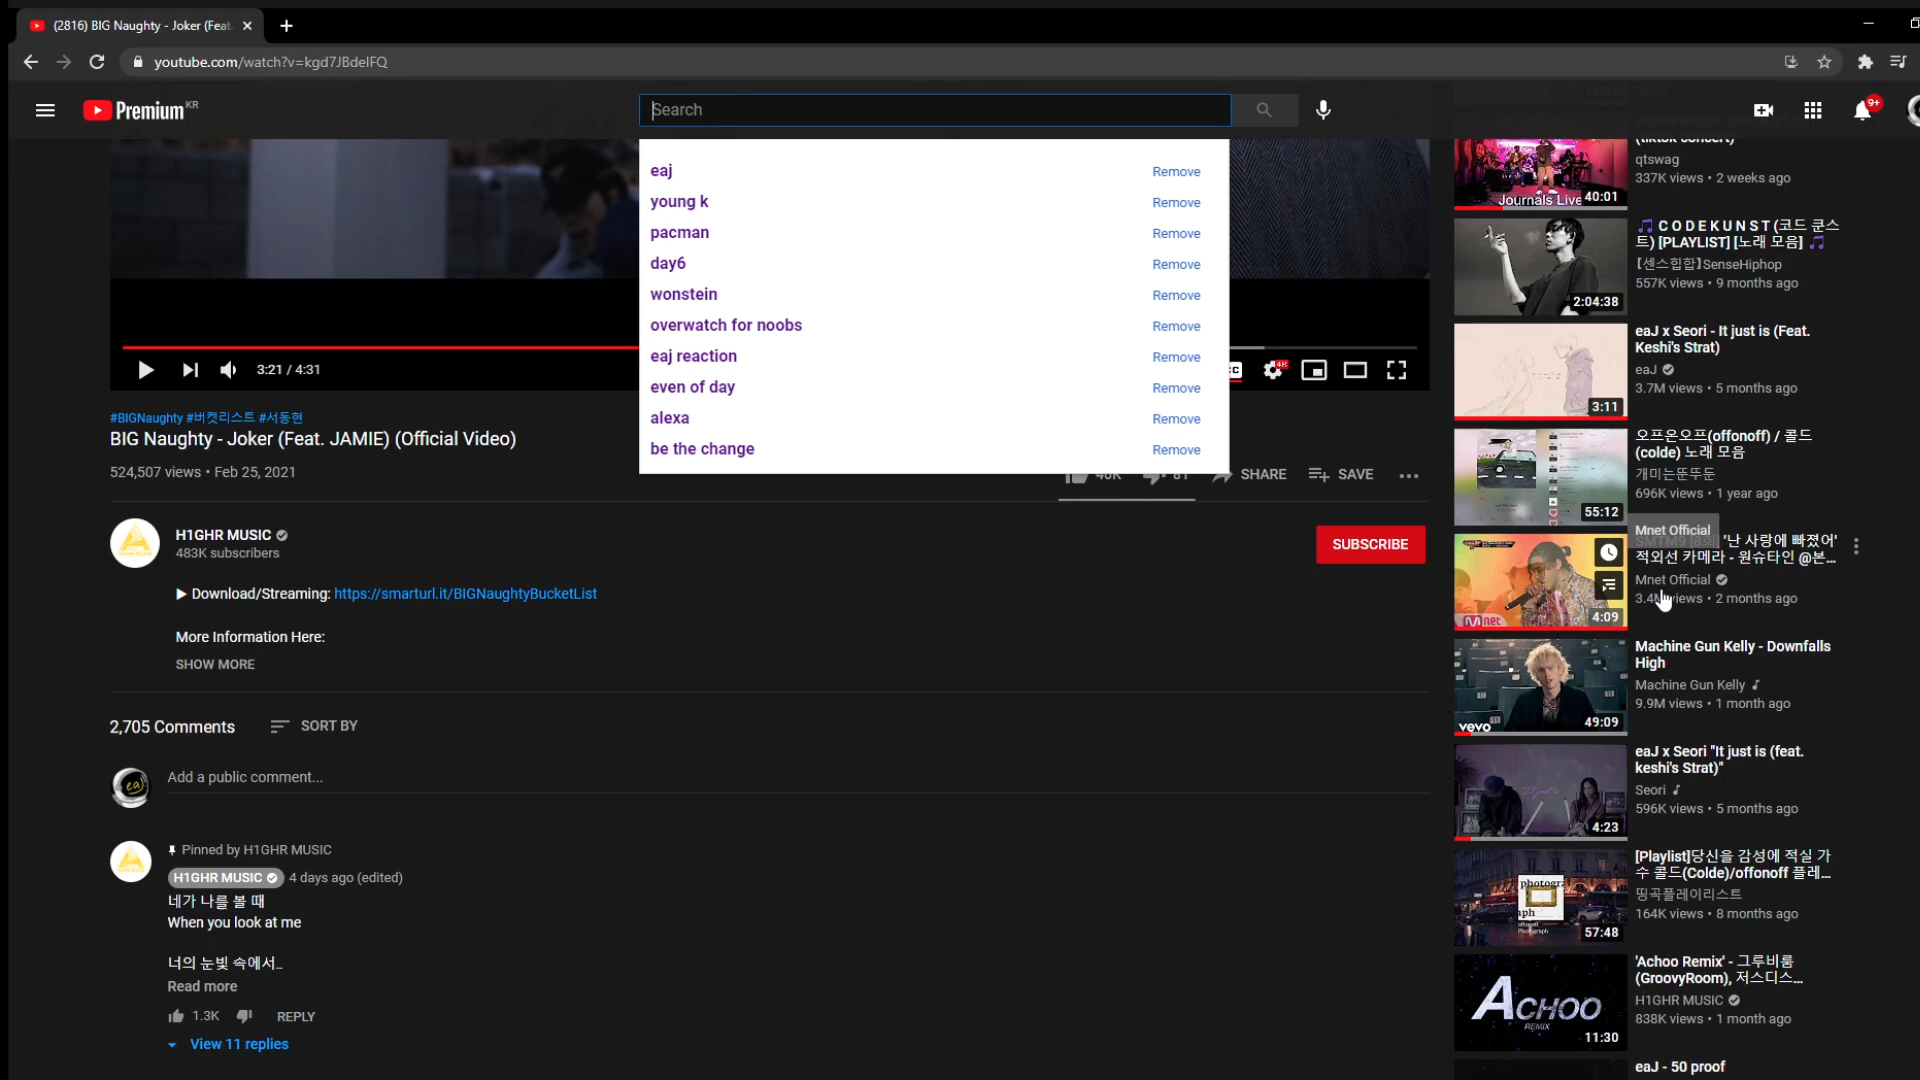 (2816) BIG Naughty - Joker (Feat.
youtube.com/watch?v=kgd7JBdelFQ
Premium KR
Search
9+
eaj Remove
young k Remove
pacman Remove
day6 Remove
wonstein Remove
overwatch for noobs Remove
eaj reaction Remove
even of day Remove
alexa Remove
be the change Remove
3:21 / 4:31
4K
#BIGNaughty #버킷리스트 #서동현
BIG Naughty - Joker (Feat. JAMIE) (Official Video)
524,507 views • Feb 25, 2021
SHARE SAVE
H1GHR MUSIC
483K subscribers
SUBSCRIBE
▶ Download/Streaming: https://smarturl.it/BIGNaughtyBucketList
More Information Here:
SHOW MORE
2,705 Comments SORT BY
eaj
Add a public comment...
Pinned by H1GHR MUSIC
H1GHR MUSIC 4 days ago (edited)
네가 나를 볼 때
When you look at me
너의 눈빛 속에서_
Read more
1.3K REPLY
View 11 replies
qtswag
337K views • 2 weeks ago
Journals Live 40:01
🎵 C O D E K U N S T (코드 쿤스
트) [PLAYLIST] [노래 모음] 🎵
【센스힙합】SenseHiphop
557K views • 9 months ago
2:04:38
eaJ x Seori - It just is (Feat.
Keshi's Strat)
eaJ
3.7M views • 5 months ago
3:11
오프온오프(offonoff) / 콜드
(colde) 노래 모음
개미는뚠뚜둔
696K views • 1 year ago
55:12
Mnet Official
'난 사랑에 빠졌어'
적외선 카메라 - 원슈타인 @본...
Mnet Official
views • 2 months ago
Mnet
4:09
Machine Gun Kelly - Downfalls
High
Machine Gun Kelly
9.9M views • 1 month ago
vevo 49:09
eaJ x Seori "It just is (feat.
keshi's Strat)"
Seori
596K views • 5 months ago
4:23
[Playlist]당신을 감성에 적실 가
수 콜드(Colde)/offonoff 플레...
띵곡플레이리스트
164K views • 8 months ago
57:48
'Achoo Remix' - 그루비룸
(GroovyRoom), 저스디스...
H1GHR MUSIC
838K views • 1 month ago
ACHOO
REMIX
11:30
eaJ - 50 proof